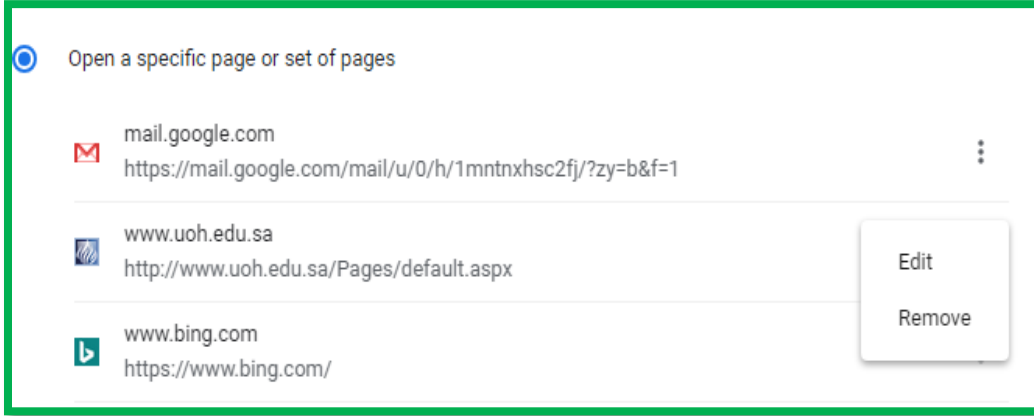 Open a specific page or set of pages
mail.google.com
https://mail.google.com/mail/u/0/h/1mntnxhsc2fj/?zy=b&f=1
www.uoh.edu.sa
http://www.uoh.edu.sa/Pages/default.aspx
Edit
Remove
www.bing.com
https://www.bing.com/